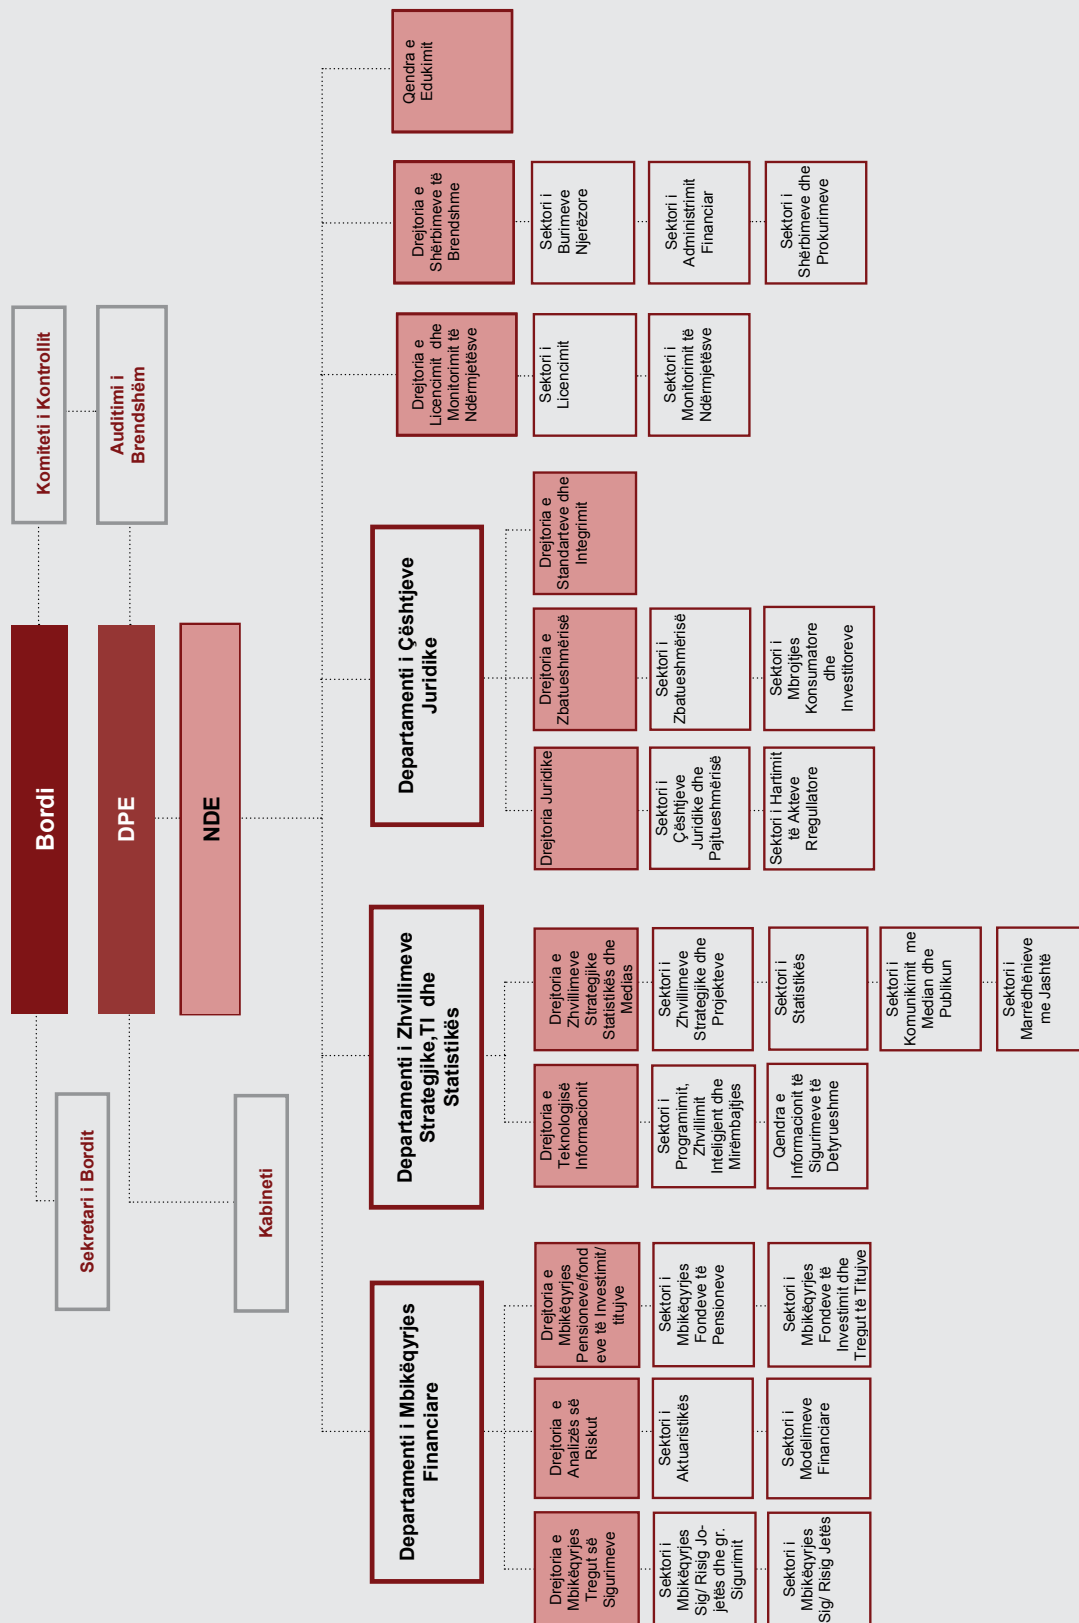 Bordi
DPE
NDE
Sekretari i Bordit
Kabineti
Komiteti i Kontrollit
Auditimi i
Brendshëm
Departamenti i Mbikëqyrjes
Financiare
Drejtoria e
Mbikëqyrjes
Tregut së
Sigurimeve
Sektori i
Mbikëqyrjes
Sig/ Risig Jo-
jetës dhe gr.
Sigurimit
Sektori i
Mbikëqyrjes
Sig/ Risig Jetës
Drejtoria e
Analizës së
Riskut
Sektori i
Aktuaristikës
Sektori i
Modelimeve
Financiare
Drejtoria e
Mbikëqyrjes
Pensioneve/fond
eve të Investimit/
titujve
Sektori i
Mbikëqyrjes
Fondeve të
Pensioneve
Sektori i
Mbikëqyrjes
Fondeve të
Investimit dhe
Tregut të Titujve
Departamenti i Zhvillimeve
Strategjike,TI dhe
Statistikës
Drejtoria e
Teknologjisë
Informacionit
Sektori i
Programimit,
Zhvillimit
Inteligjent dhe
Mirëmbajtjes
Qendra e
Informacionit të
Sigurimeve të
Detyrueshme
Drejtoria e
Zhvillimeve
Strategjike
Statistikës dhe
Medias
Sektori i
Zhvillimeve
Strategjike dhe
Projekteve
Sektori i
Statistikës
Sektori i
Komunikimit me
Median dhe
Publikun
Sektori i
Marrëdhënieve
me Jashtë
Departamenti i Çështjeve
Juridike
Drejtoria Juridike
Sektori i
Çështjeve
Juridike dhe
Pajtueshmërisë
Sektori i Hartimit
të Akteve
Rregullatore
Drejtoria e
Zbatueshmërisë
Sektori i
Zbatueshmërisë
Sektori i
Mbrojtjes
Konsumatore
dhe
Investitoreve
Drejtoria e
Standarteve dhe
Integrimit
Drejtoria e
Licencimit dhe
Monitorimit të
Ndërmjetësve
Sektori i
Licencimit
Sektori i
Monitorimit të
Ndërmjetësve
Drejtoria e
Shërbimeve të
Brendshme
Sektori i
Burimeve
Njerëzore
Sektori i
Administrimit
Financiar
Sektori i
Shërbimeve dhe
Prokurimeve
Qendra e
Edukimit